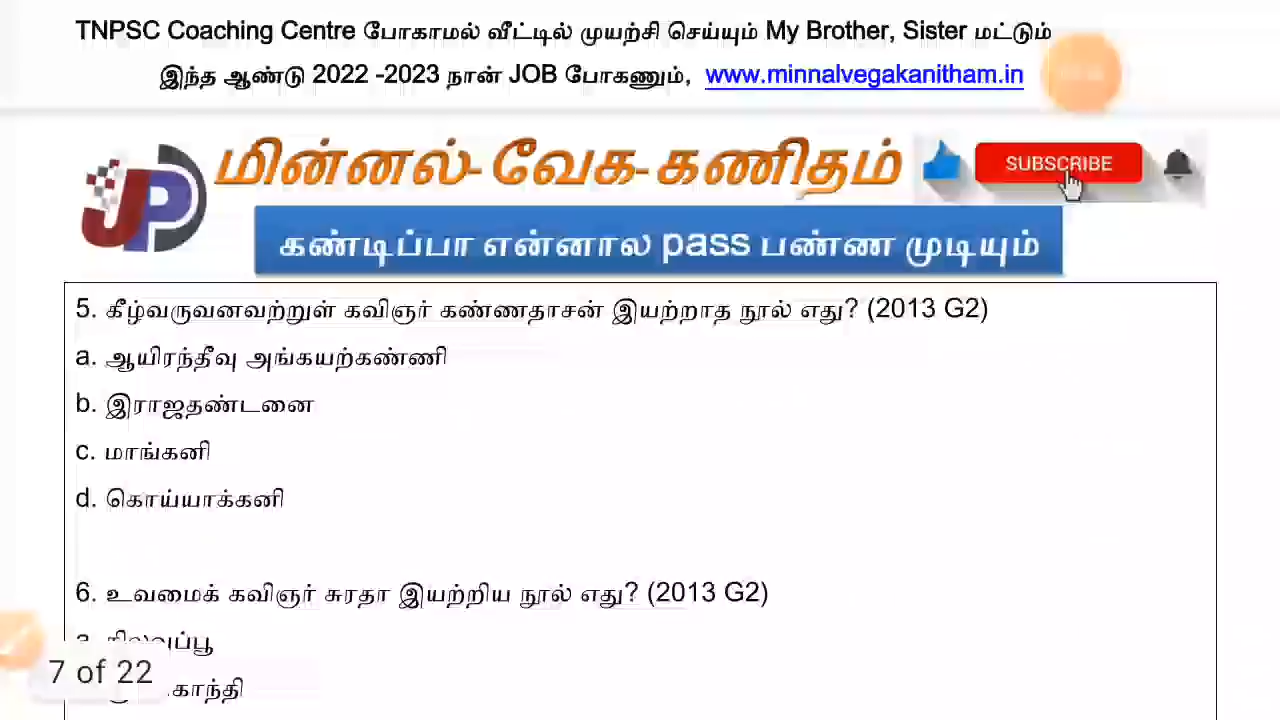 TNPSC Coaching Centre போகாமல் வீட்டில் முயற்சி செய்யும் My Brother, Sister மட்டும்
இந்த ஆண்டு 2022 -2023 நான் JOB போகணும், www.minnalvegakanitham.in
JP
மின்னல்-வேக-கணிதம்
SUBSCRIBE
கண்டிப்பா என்னால pass பண்ண முடியும்
5. கீழ்வருவனவற்றுள் கவிஞர் கண்ணதாசன் இயற்றாத நூல் எது? (2013 G2)
a. ஆயிரந்தீவு அங்கயற்கண்ணி
b. இராஜதண்டனை
c. மாங்கனி
d. கொய்யாக்கனி
6. உவமைக் கவிஞர் சுரதா இயற்றிய நூல் எது? (2013 G2)
7 of 22